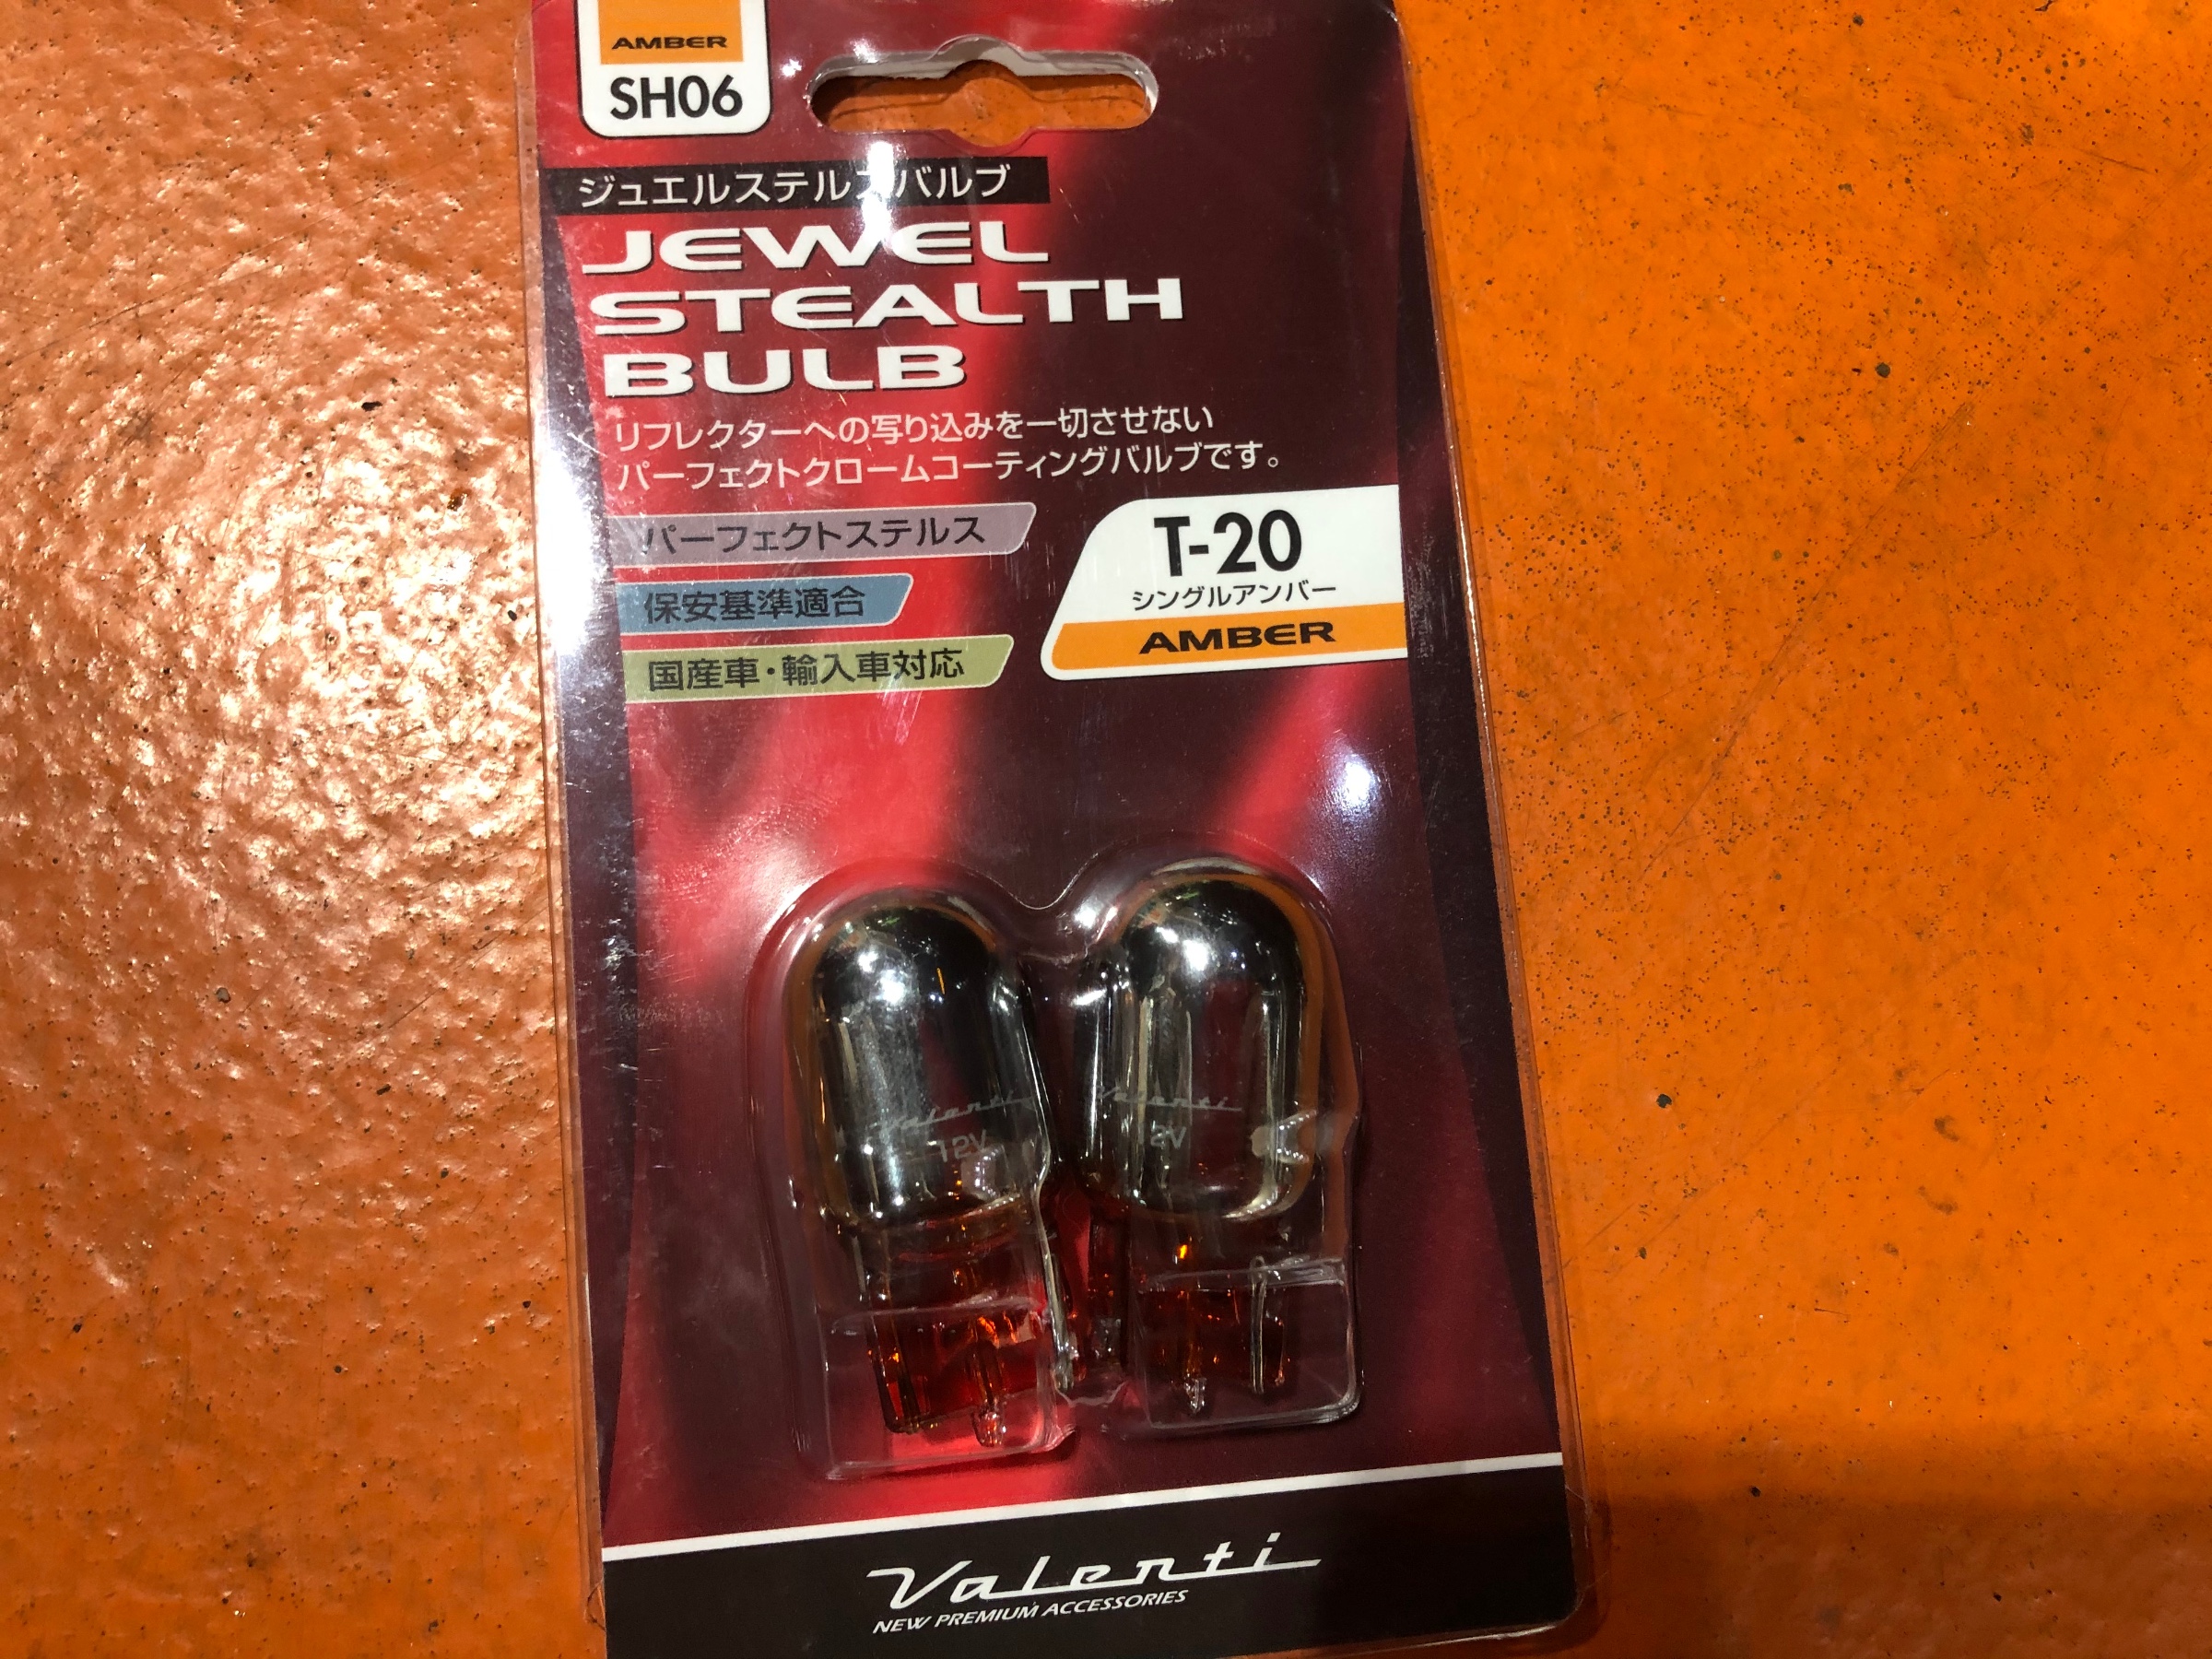 AMBER
SH06
ジュエルステルスバルブ
JEWEL
STEALTH
BULB
リフレクターへの写り込みを一切させない
パーフェクトクロームコーティングバルブです。
パーフェクトステルス
保安基準適合
国産車・輸入車対応
T-20
シングルアンバー
AMBER
Valenti
12V
Valenti
2V
Valenti
NEW PREMIUM ACCESSORIES